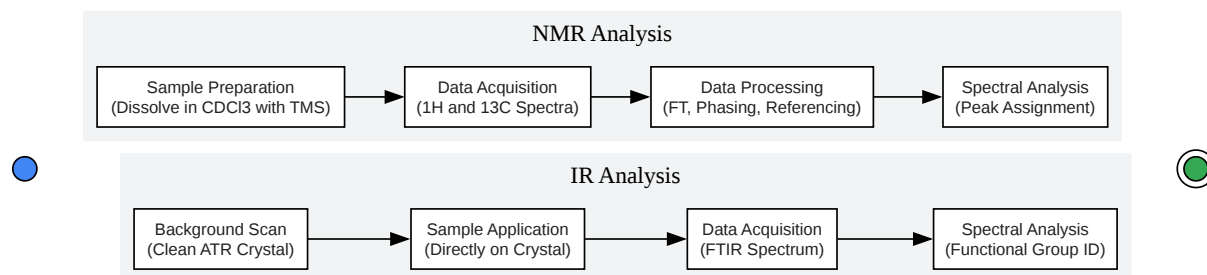 NMR Analysis
Sample Preparation
(Dissolve in CDCl3 with TMS)
Data Acquisition
(1H and 13C Spectra)
Data Processing
(FT, Phasing, Referencing)
Spectral Analysis
(Peak Assignment)
IR Analysis
Background Scan
(Clean ATR Crystal)
Sample Application
(Directly on Crystal)
Data Acquisition
(FTIR Spectrum)
Spectral Analysis
(Functional Group ID)